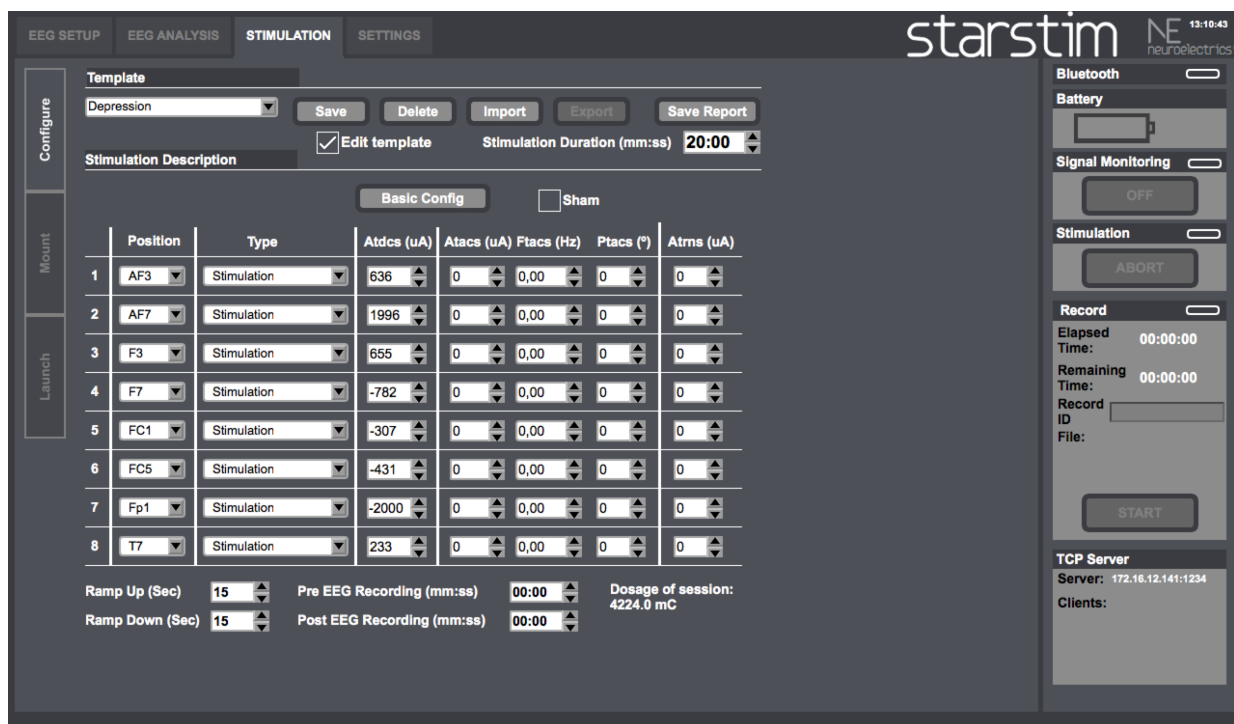 EEG SETUP EEG ANALYSIS STIMULATION SETTINGS
starstim NE neuroelectrics 13:10:43
Configure
Mount
Launch
Template
Depression Save Delete Import Export Save Report
Edit template Stimulation Duration (mm:ss) 20:00
Stimulation Description
Basic Config Sham
Position Type Atdcs (uA) Atacs (uA) Ftacs (Hz) Ptacs (º) Atrns (uA)
1 AF3 Stimulation 636 0 0,00 0 0
2 AF7 Stimulation 1996 0 0,00 0 0
3 F3 Stimulation 655 0 0,00 0 0
4 F7 Stimulation -782 0 0,00 0 0
5 FC1 Stimulation -307 0 0,00 0 0
6 FC5 Stimulation -431 0 0,00 0 0
7 Fp1 Stimulation -2000 0 0,00 0 0
8 T7 Stimulation 233 0 0,00 0 0
Ramp Up (Sec) 15 Pre EEG Recording (mm:ss) 00:00 Dosage of session:
4224.0 mC
Ramp Down (Sec) 15 Post EEG Recording (mm:ss) 00:00
Bluetooth
Battery
Signal Monitoring
OFF
Stimulation
ABORT
Record
Elapsed
Time: 00:00:00
Remaining
Time: 00:00:00
Record
ID
File:
START
TCP Server
Server: 172.16.12.141:1234
Clients: